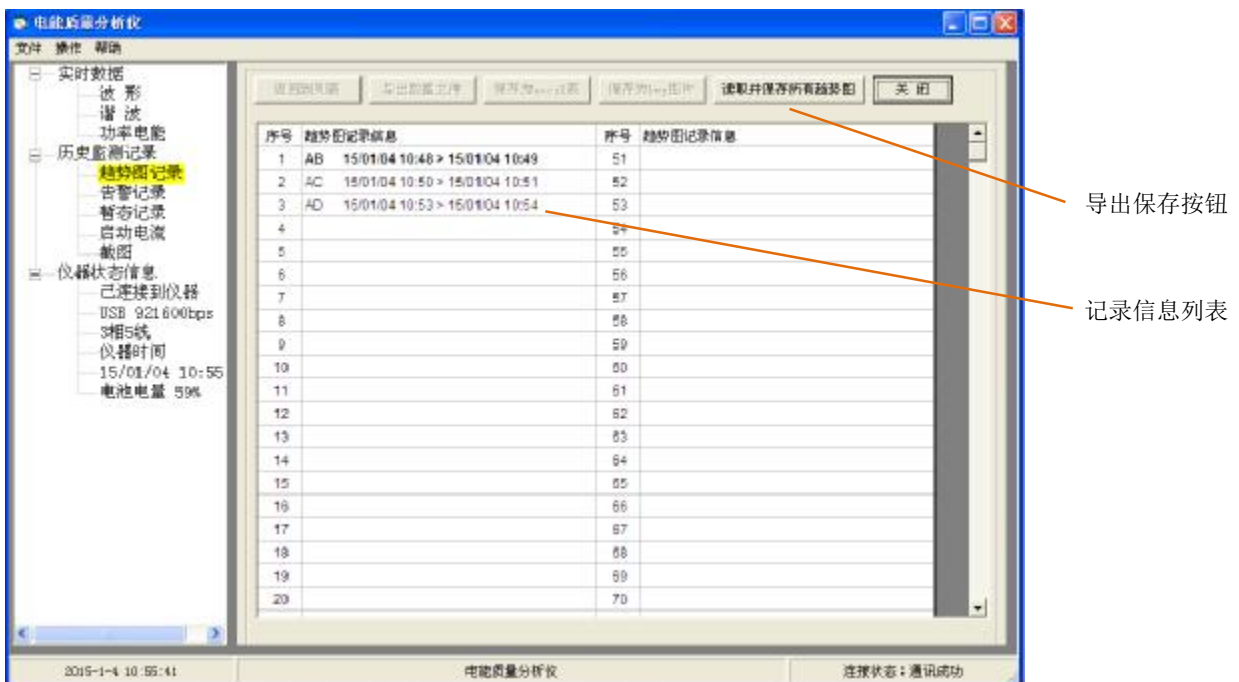 电能质量分析仪
文件 操作 帮助
实时数据
波 形
谐 波
功率电能
历史监测记录
趋势图记录
告警记录
暂态记录
启动电流
截图
仪器状态信息
已连接到仪器
USB 921600bps
3相5线
仪器时间
15/01/04 10:55
电池电量 59%
返回到列表 导出数据文件 读取并保存所有趋势图 关 闭
序号 趋势图记录信息 序号 趋势图记录信息
1 AB 15/01/04 10:48 > 15/01/04 10:49 51
2 AC 15/01/04 10:50 > 15/01/04 10:51 52
3 AD 15/01/04 10:53 > 15/01/04 10:54 53
4 54
5 55
6 56
7 57
8 58
9 59
10 60
11 61
12 62
13 63
14 64
15 65
16 66
17 67
18 68
19 69
20 70
导出保存按钮
记录信息列表
2015-1-4 10:55:41 电能质量分析仪 连接状态：通讯成功